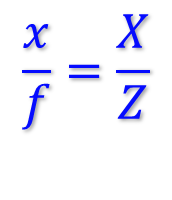 x/f = X/Z